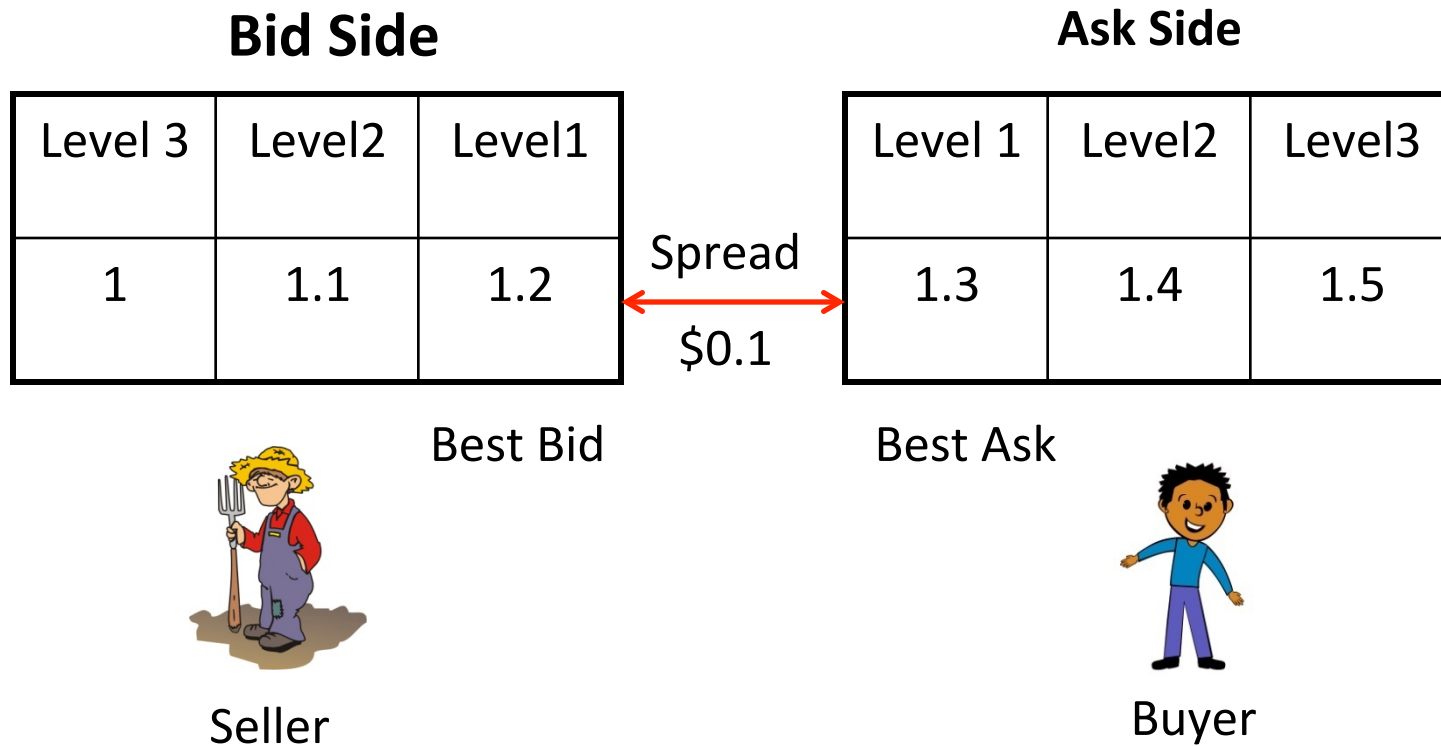 Bid Side
Ask Side
Level 3 Level2 Level1
Level 1 Level2 Level3
Spread
1 1.1 1.2
1.3 1.4 1.5
$0.1
Best Bid
Best Ask
Seller
Buyer